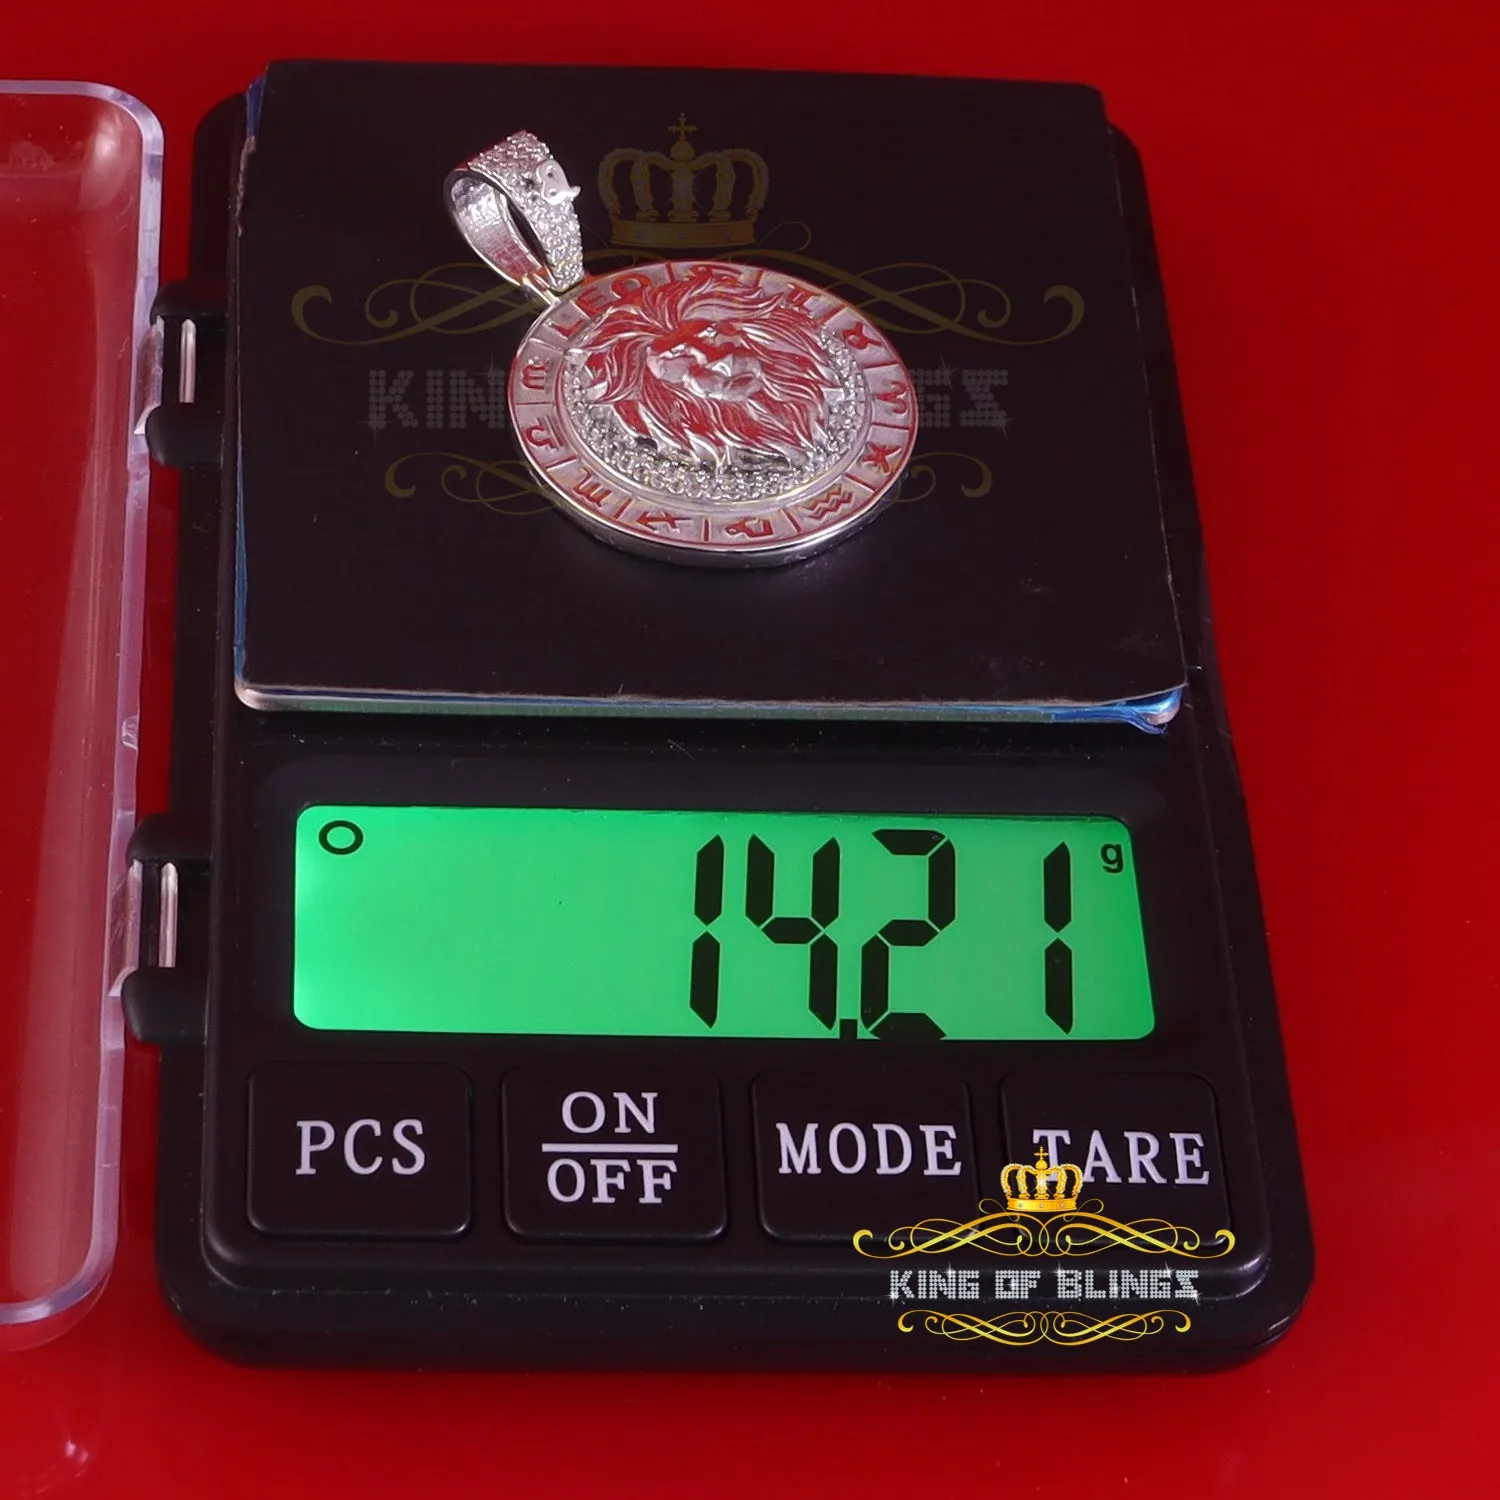 LEO
KING OF BLINGS
14.21 g
PCS
ON
OFF
MODE
TARE
KING OF BLINGS